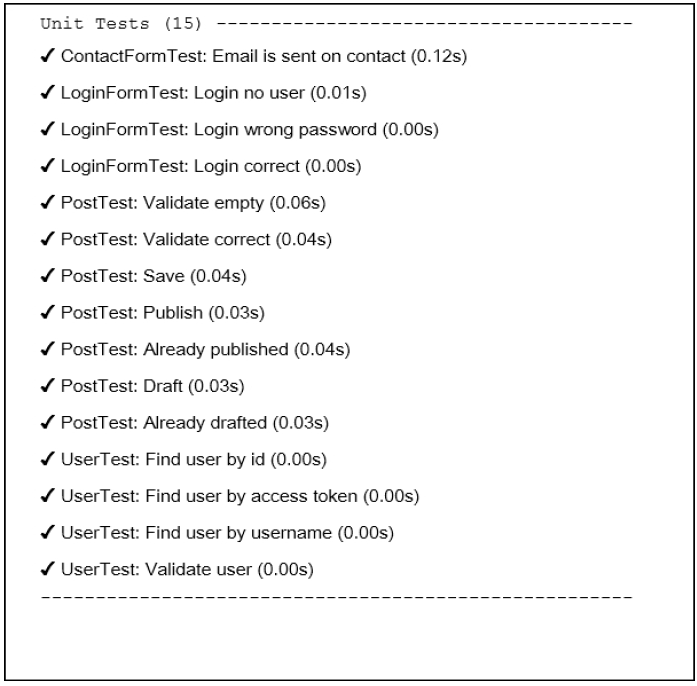 Unit Tests (15) --------------------------------------
✔ ContactFormTest: Email is sent on contact (0.12s)
✔ LoginFormTest: Login no user (0.01s)
✔ LoginFormTest: Login wrong password (0.00s)
✔ LoginFormTest: Login correct (0.00s)
✔ PostTest: Validate empty (0.06s)
✔ PostTest: Validate correct (0.04s)
✔ PostTest: Save (0.04s)
✔ PostTest: Publish (0.03s)
✔ PostTest: Already published (0.04s)
✔ PostTest: Draft (0.03s)
✔ PostTest: Already drafted (0.03s)
✔ UserTest: Find user by id (0.00s)
✔ UserTest: Find user by access token (0.00s)
✔ UserTest: Find user by username (0.00s)
✔ UserTest: Validate user (0.00s)
------------------------------------------------------